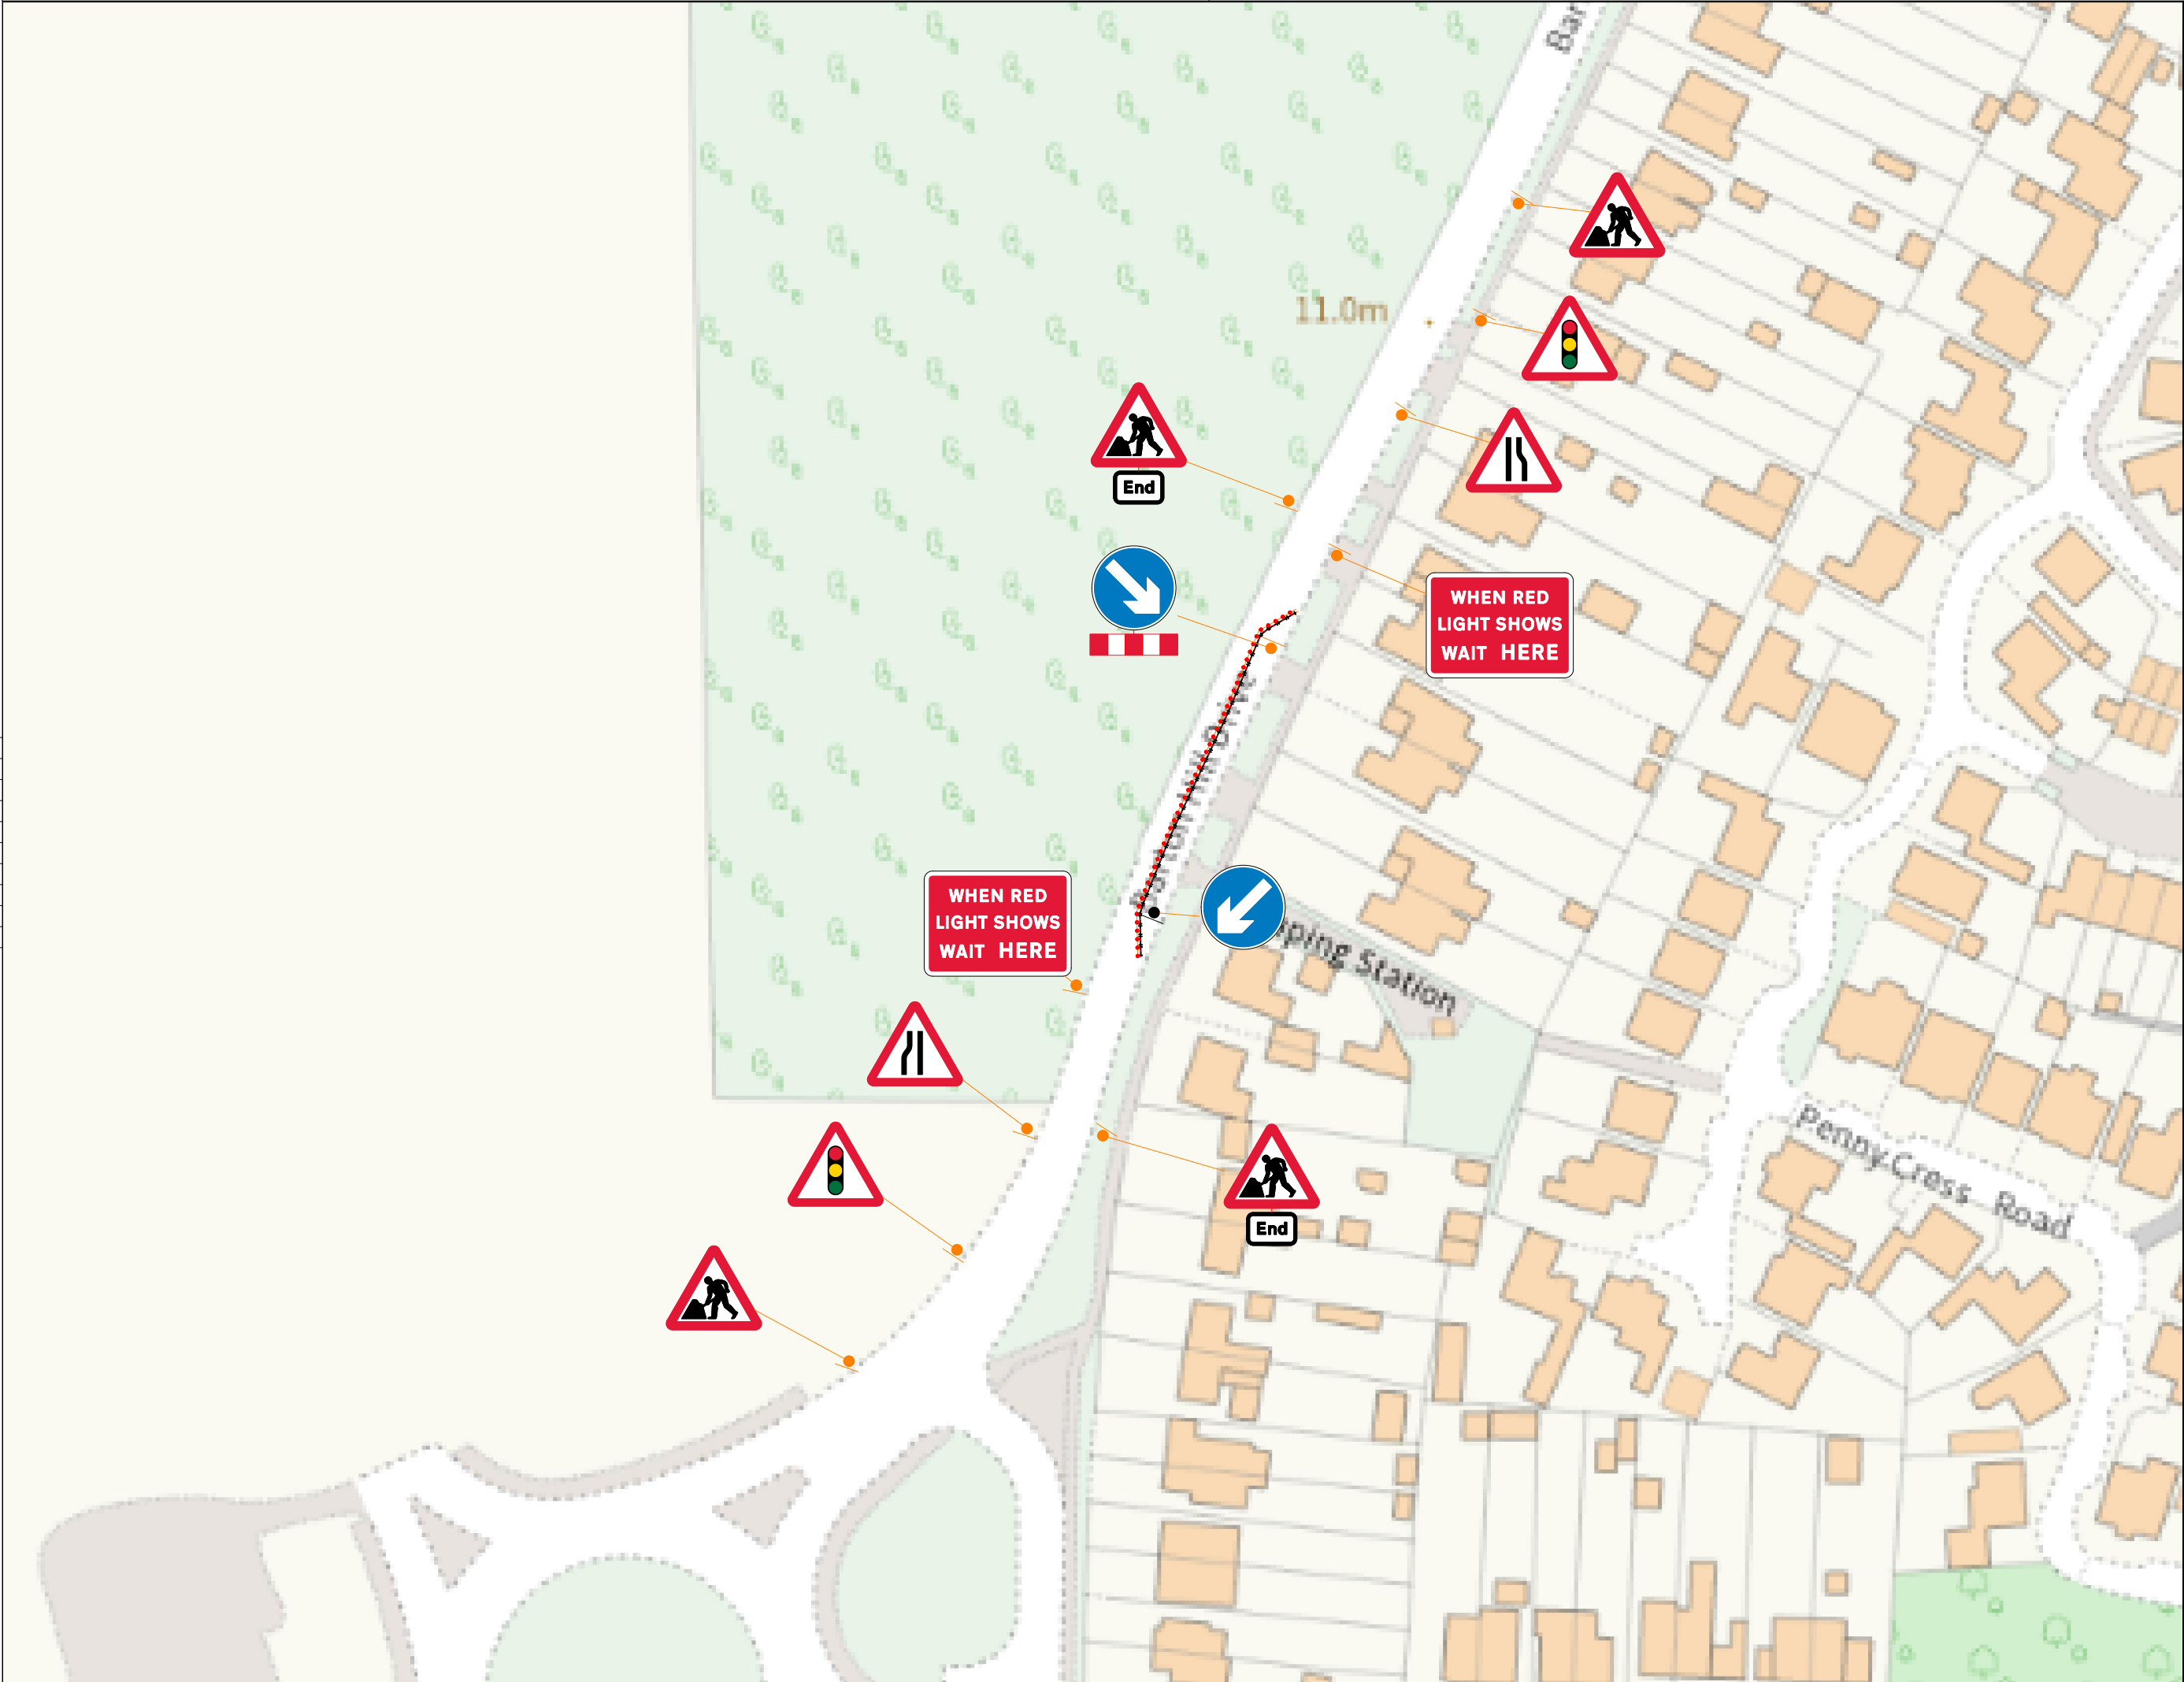 Bar
11.0m
End
WHEN RED
LIGHT SHOWS
WAIT HERE
WHEN RED
LIGHT SHOWS
WAIT HERE
ping Station
Penny Cress Road
End